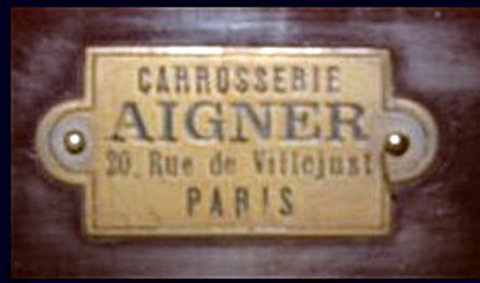 CARROSSERIE
AIGNER
20, Rue de Villejust
PARIS